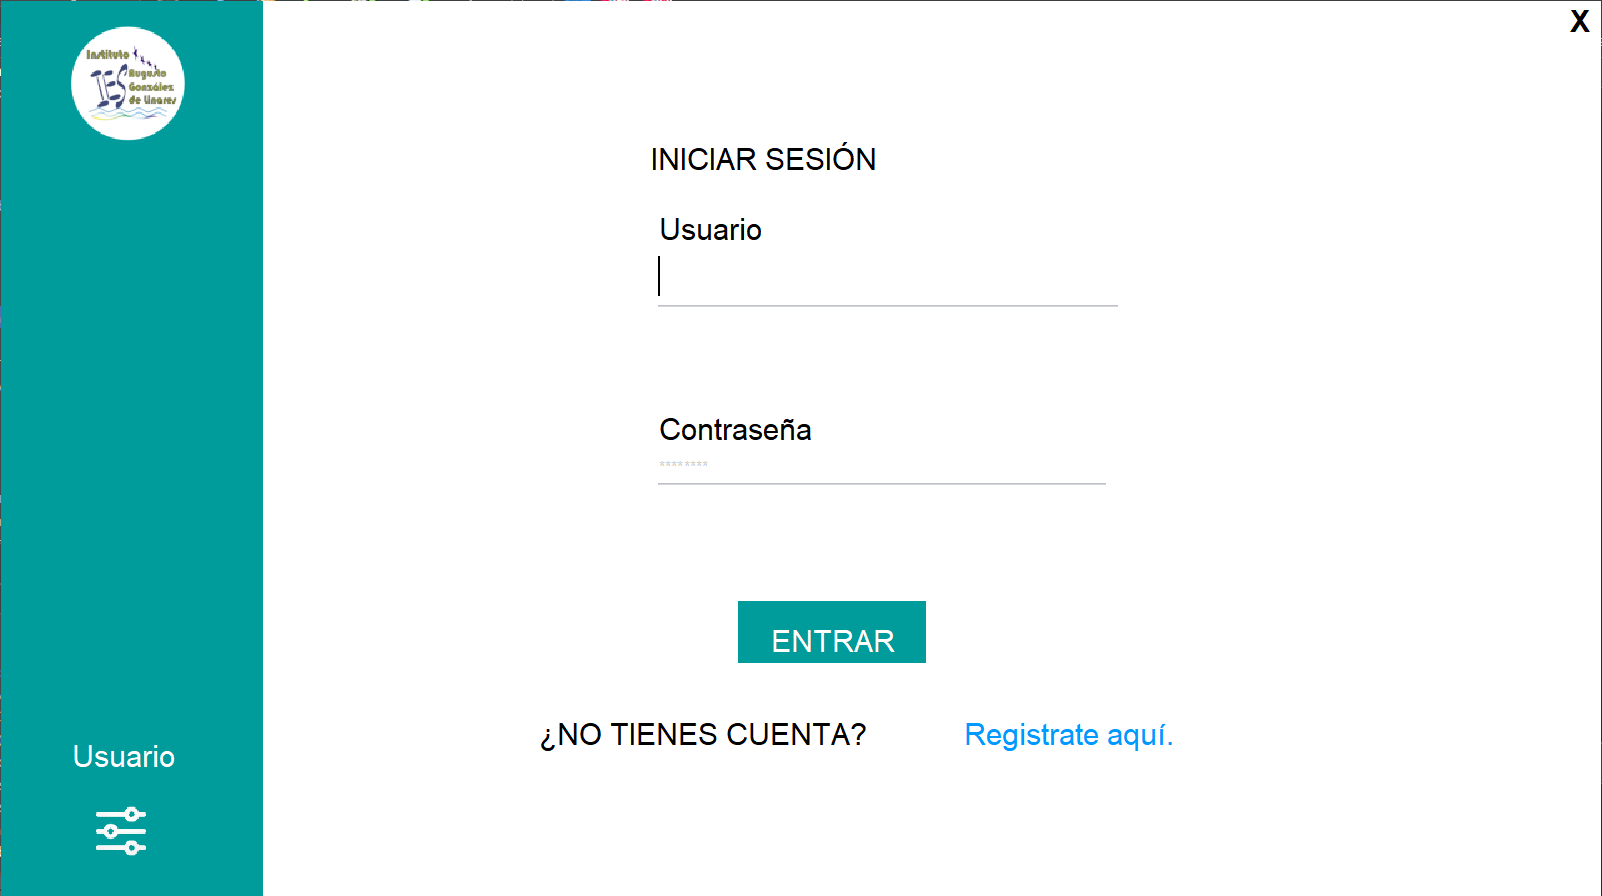 X
Instituto
IES
Augusto
González
de Linares
INICIAR SESIÓN
Usuario
Contraseña
********
ENTRAR
¿NO TIENES CUENTA?
Registrate aquí.
Usuario